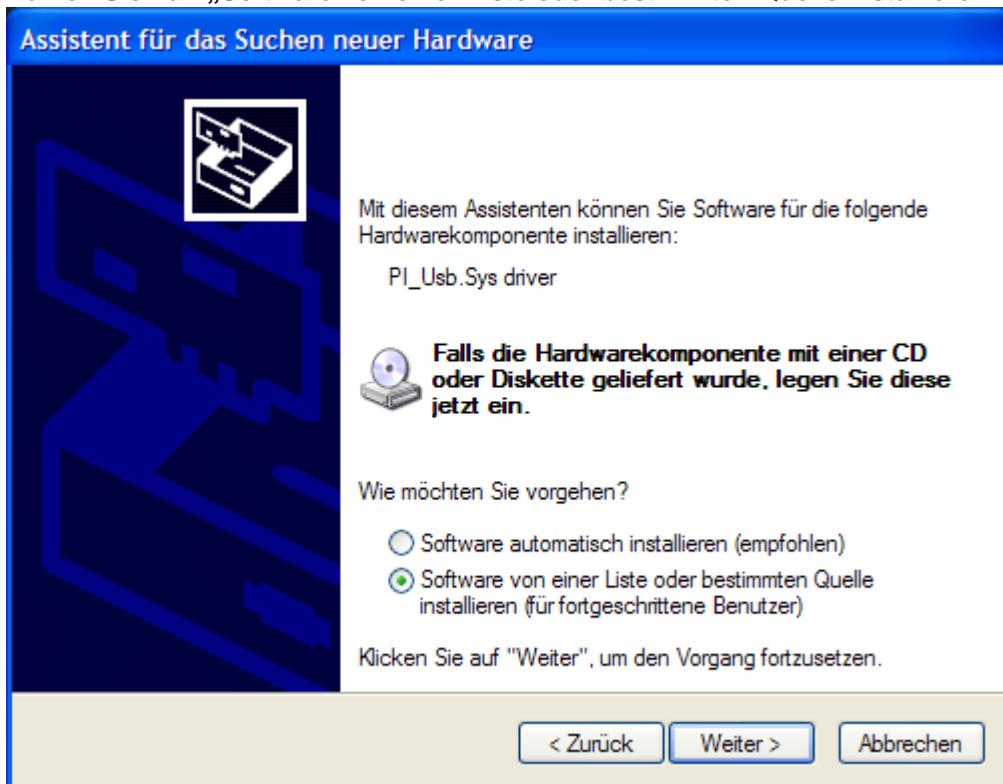 Assistent für das Suchen neuer Hardware
Mit diesem Assistenten können Sie Software für die folgende
Hardwarekomponente installieren:
PI_Usb.Sys driver
Falls die Hardwarekomponente mit einer CD
oder Diskette geliefert wurde, legen Sie diese
jetzt ein.
Wie möchten Sie vorgehen?
Software automatisch installieren (empfohlen)
Software von einer Liste oder bestimmten Quelle
installieren (für fortgeschrittene Benutzer)
Klicken Sie auf "Weiter", um den Vorgang fortzusetzen.
< Zurück
Weiter >
Abbrechen